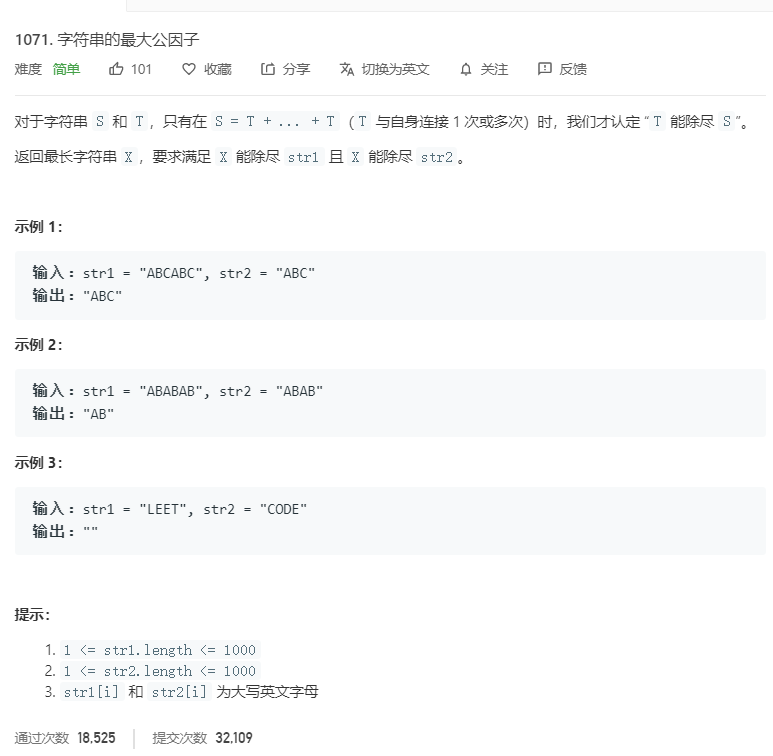 1071. 字符串的最大公因子
难度 简单 101 收藏 分享 切换为英文 关注 反馈
对于字符串 S 和 T，只有在 S = T + ... + T（T 与自身连接 1 次或多次）时，我们才认定 “T 能除尽 S”。
返回最长字符串 X，要求满足 X 能除尽 str1 且 X 能除尽 str2。
示例 1：
输入：str1 = "ABCABC", str2 = "ABC"
输出："ABC"
示例 2：
输入：str1 = "ABABAB", str2 = "ABAB"
输出："AB"
示例 3：
输入：str1 = "LEET", str2 = "CODE"
输出：""
提示：
1. 1 <= str1.length <= 1000
2. 1 <= str2.length <= 1000
3. str1[i] 和 str2[i] 为大写英文字母
通过次数 18,525 提交次数 32,109